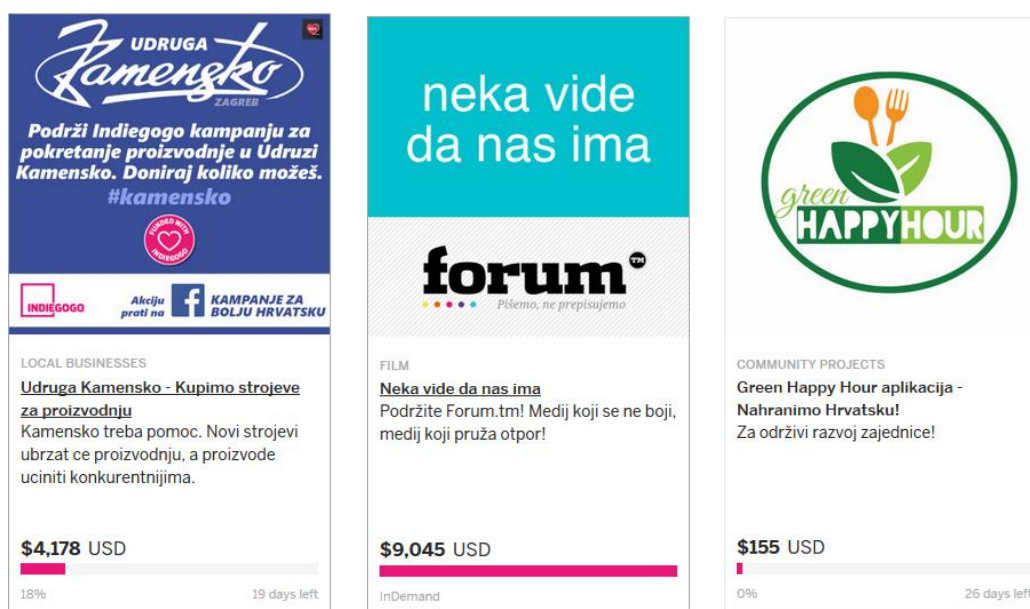 UDRUGA
Kamensko
ZAGREB
Podrži Indiegogo kampanju za
pokretanje proizvodnje u Udruzi
Kamensko. Doniraj koliko možeš.
#kamensko
FUNDED WITH
INDIEGOGO
INDIEGOGO
Akciju
prati na
f
KAMPANJE ZA
BOLJU HRVATSKU
LOCAL BUSINESSES
Udruga Kamensko - Kupimo strojeve
za proizvodnju
Kamensko treba pomoc. Novi strojevi
ubrzat ce proizvodnju, a proizvode
uciniti konkurentnijima.
$4,178 USD
18% 19 days left
neka vide
da nas ima
forum TM
Pišemo, ne prepisujemo
FILM
Neka vide da nas ima
Podržite Forum.tm! Medij koji se ne boji,
medij koji pruža otpor!
$9,045 USD
InDemand
green
HAPPYHOUR
COMMUNITY PROJECTS
Green Happy Hour aplikacija -
Nahranimo Hrvatsku!
Za održivi razvoj zajednice!
$155 USD
0% 26 days left